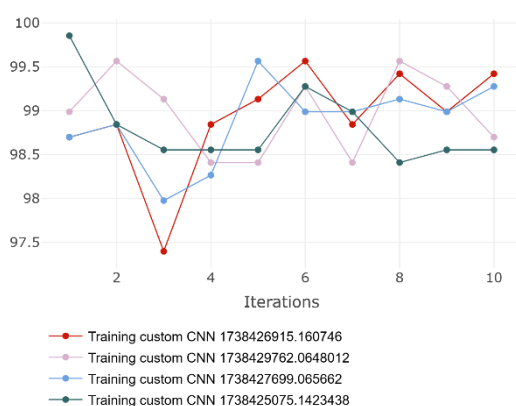 100
99.5
99
98.5
98
97.5
2
4
6
8
10
Iterations
Training custom CNN 1738426915.160746
Training custom CNN 1738429762.0648012
Training custom CNN 1738427699.065662
Training custom CNN 1738425075.1423438